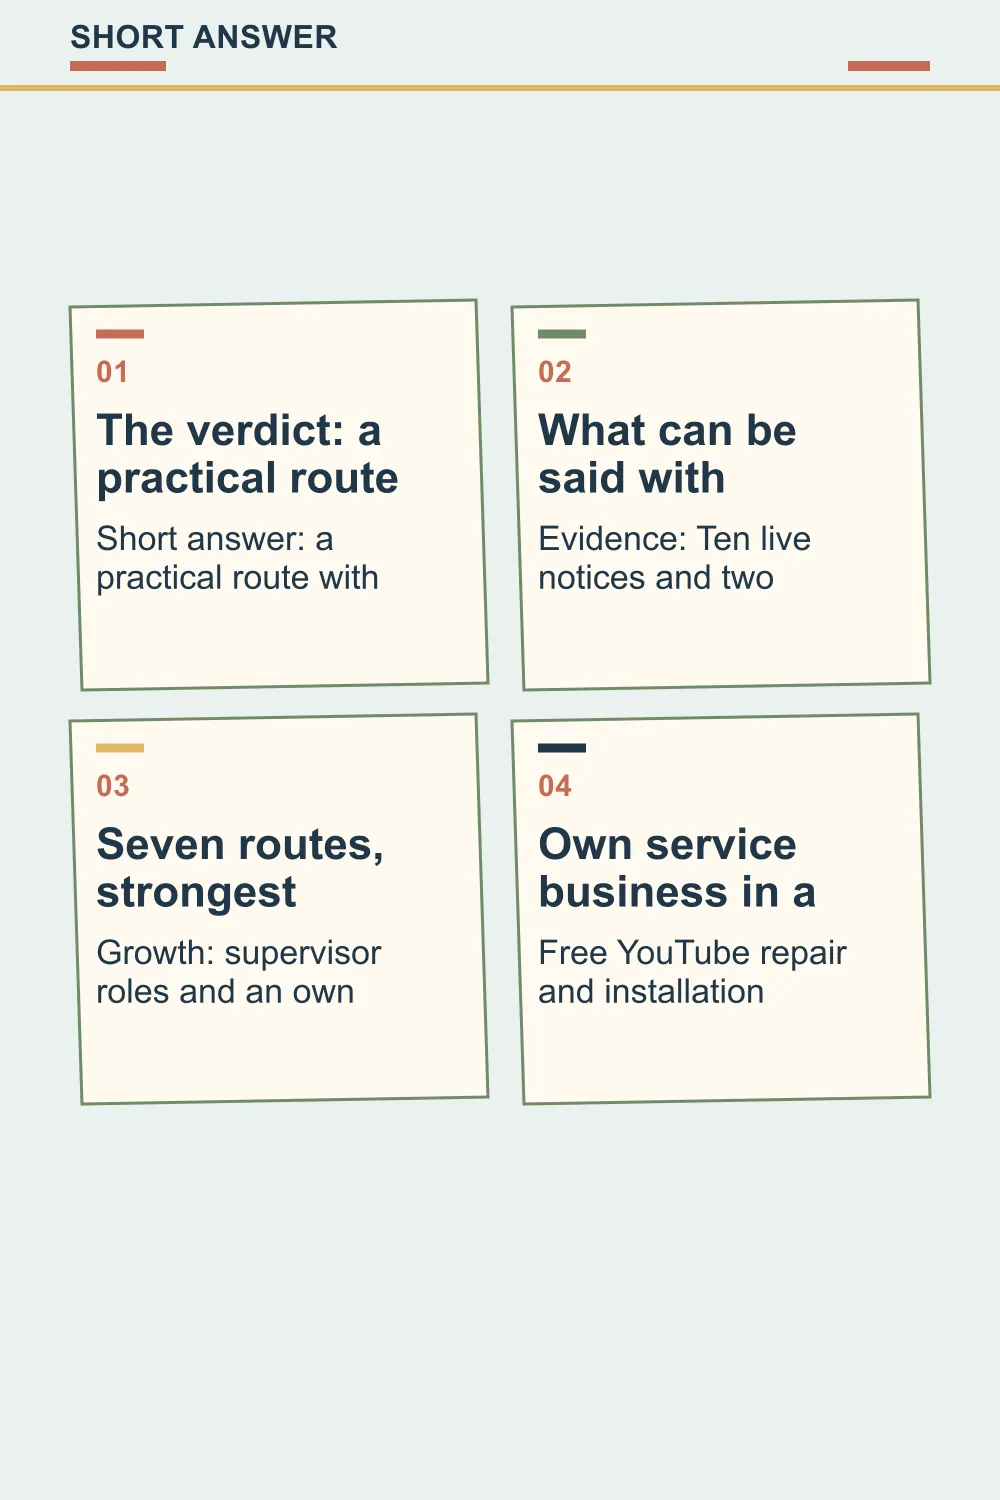 SHORT ANSWER
01
The verdict: a
practical route
Short answer: a
practical route with
02
What can be
said with
Evidence: Ten live
notices and two
03
Seven routes,
strongest
Growth: supervisor
roles and an own
04
Own service
business in a
Free YouTube repair
and installation